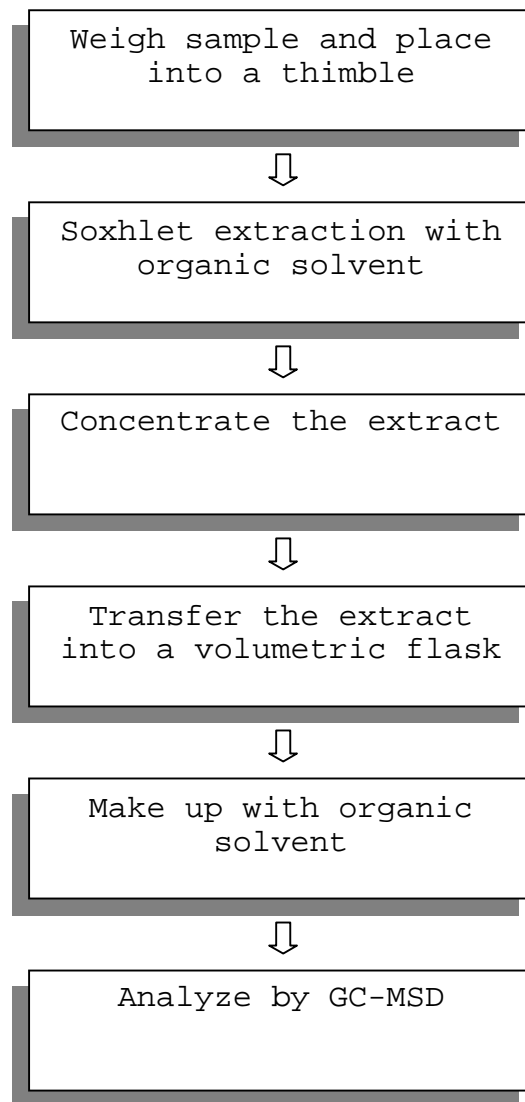 Weigh sample and place
into a thimble
Soxhlet extraction with
organic solvent
Concentrate the extract
Transfer the extract
into a volumetric flask
Make up with organic
solvent
Analyze by GC-MSD